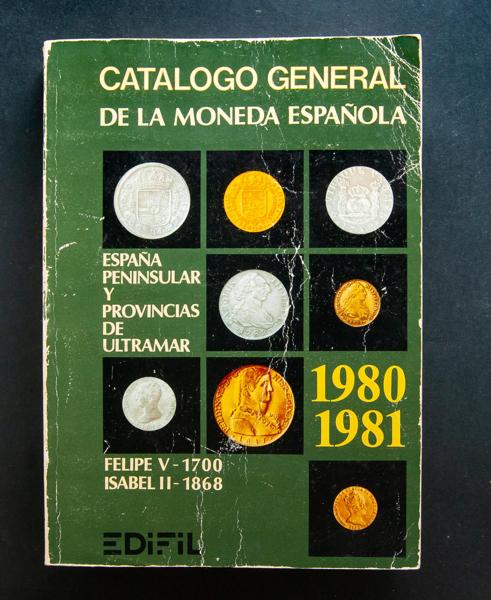 CATALOGO GENERAL
DE LA MONEDA ESPAÑOLA
ESPAÑA
PENINSULAR
Y
PROVINCIAS
DE
ULTRAMAR
1980
1981
FELIPE V - 1700
ISABEL II - 1868
EDIFIL